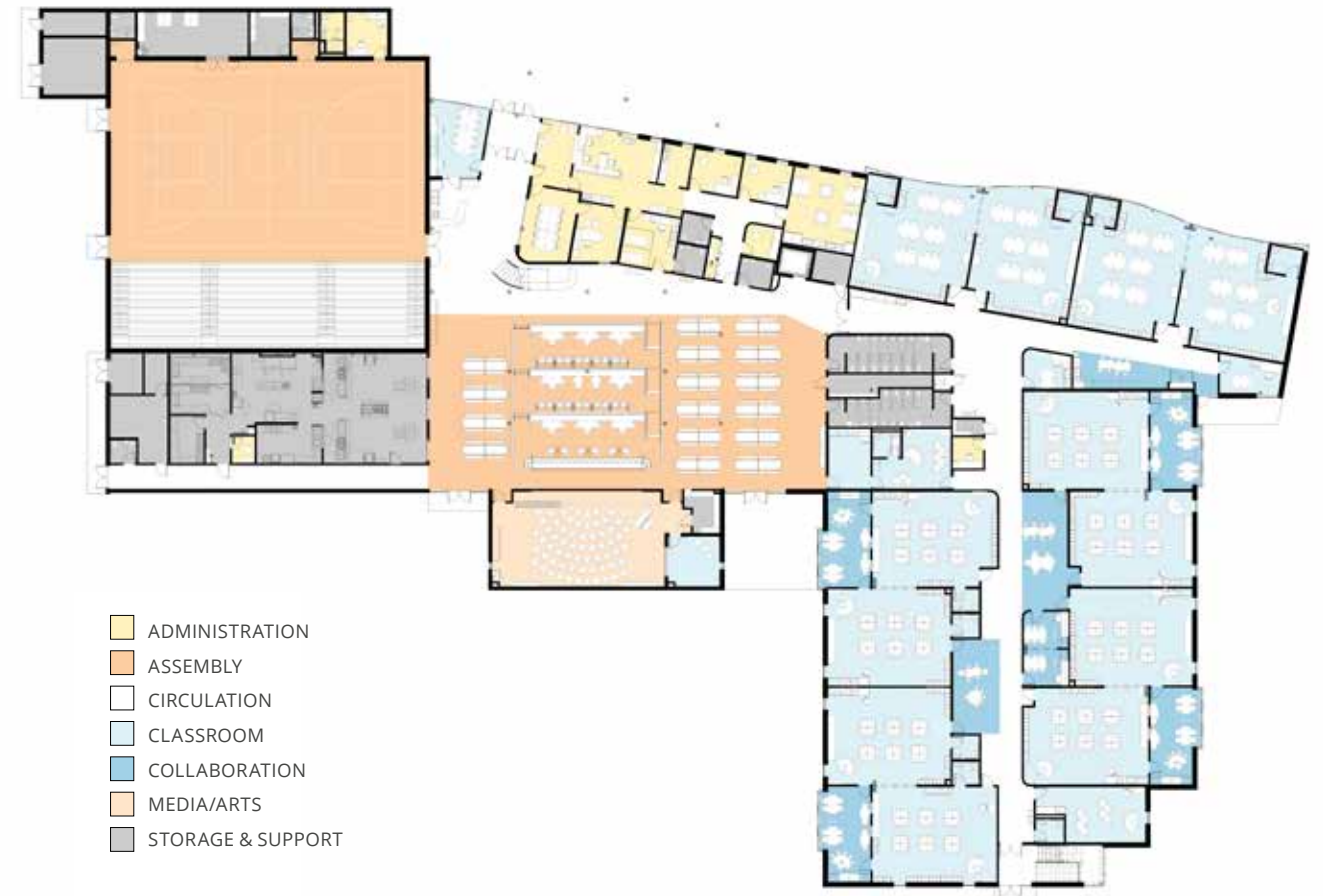 ADMINISTRATION
ASSEMBLY
CIRCULATION
CLASSROOM
COLLABORATION
MEDIA/ARTS
STORAGE & SUPPORT